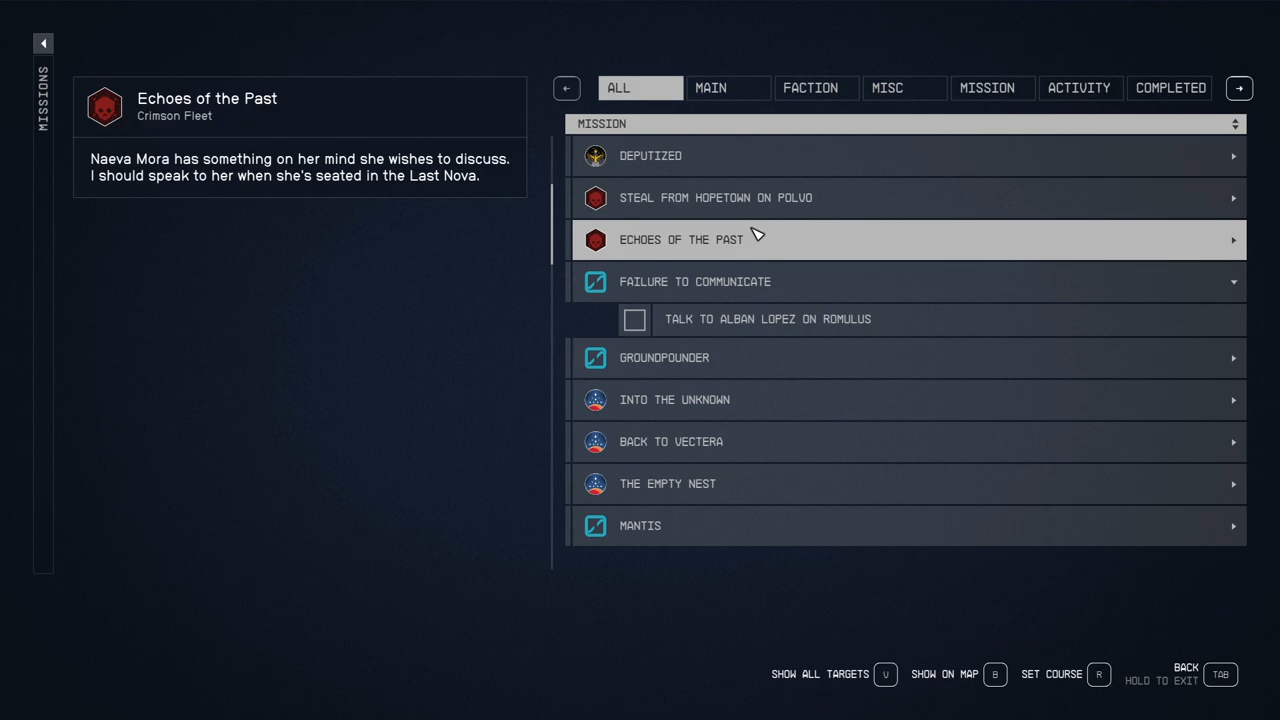 MISSIONS
Echoes of the Past
Crimson Fleet
Naeva Mora has something on her mind she wishes to discuss.
I should speak to her when she's seated in the Last Nova.
ALL MAIN FACTION MISC MISSION ACTIVITY COMPLETED
MISSION
DEPUTIZED
STEAL FROM HOPETOWN ON POLVO
ECHOES OF THE PAST
FAILURE TO COMMUNICATE
TALK TO ALBAN LOPEZ ON ROMULUS
GROUNDPOUNDER
INTO THE UNKNOWN
BACK TO VECTERA
THE EMPTY NEST
MANTIS
SHOW ALL TARGETS V SHOW ON MAP B SET COURSE R BACK TAB
HOLD TO EXIT